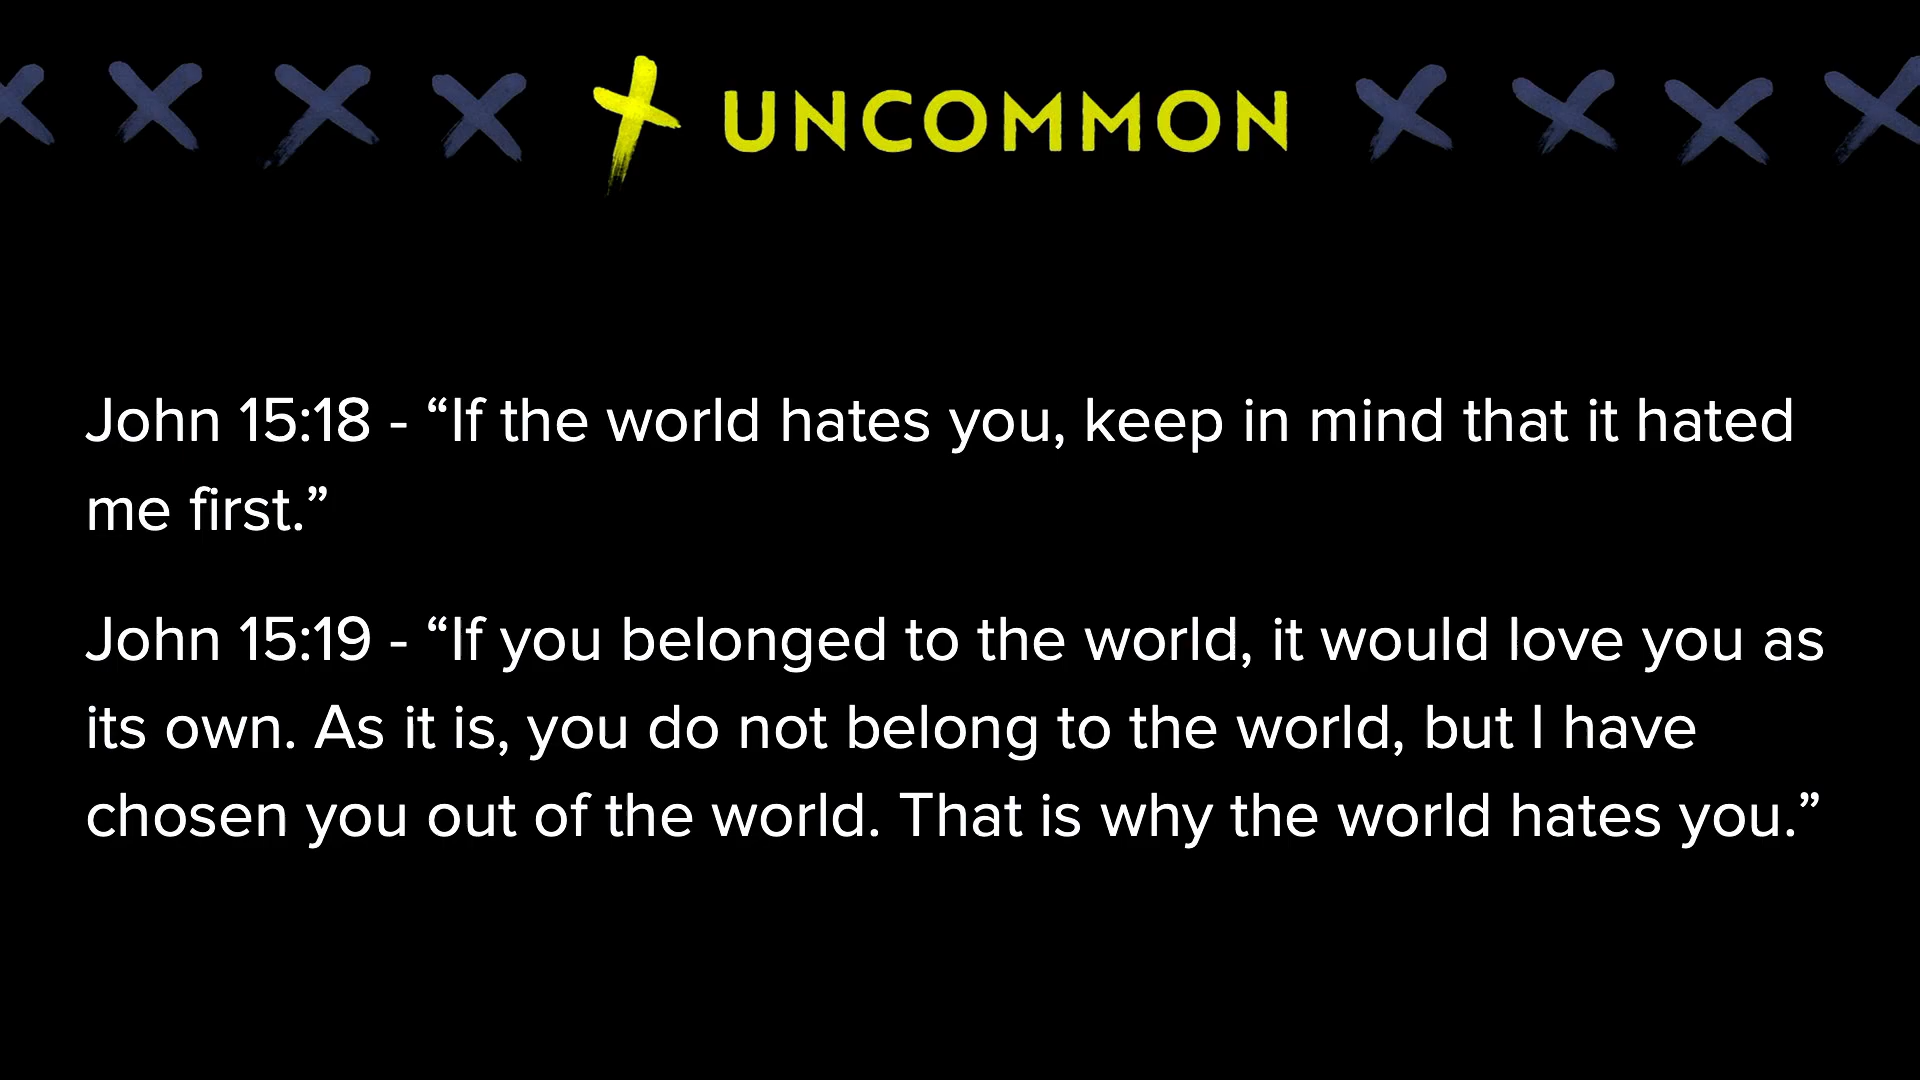 UNCOMMON
John 15:18 - “If the world hates you, keep in mind that it hated
me first.”
John 15:19 - “If you belonged to the world, it would love you as
its own. As it is, you do not belong to the world, but I have
chosen you out of the world. That is why the world hates you.”